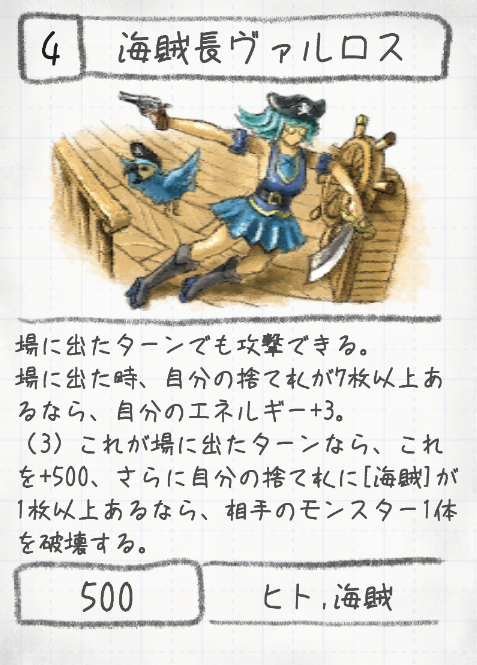 4
海賊長ヴァルロス
場に出たターンでも攻撃できる。
場に出た時、自分の捨て札が7枚以上あ
るなら、自分のエネルギー+3。
（3）これが場に出たターンなら、これ
を+500、さらに自分の捨て札に[海賊]が
1枚以上あるなら、相手のモンスター1体
を破壊する。
500
ヒト,海賊